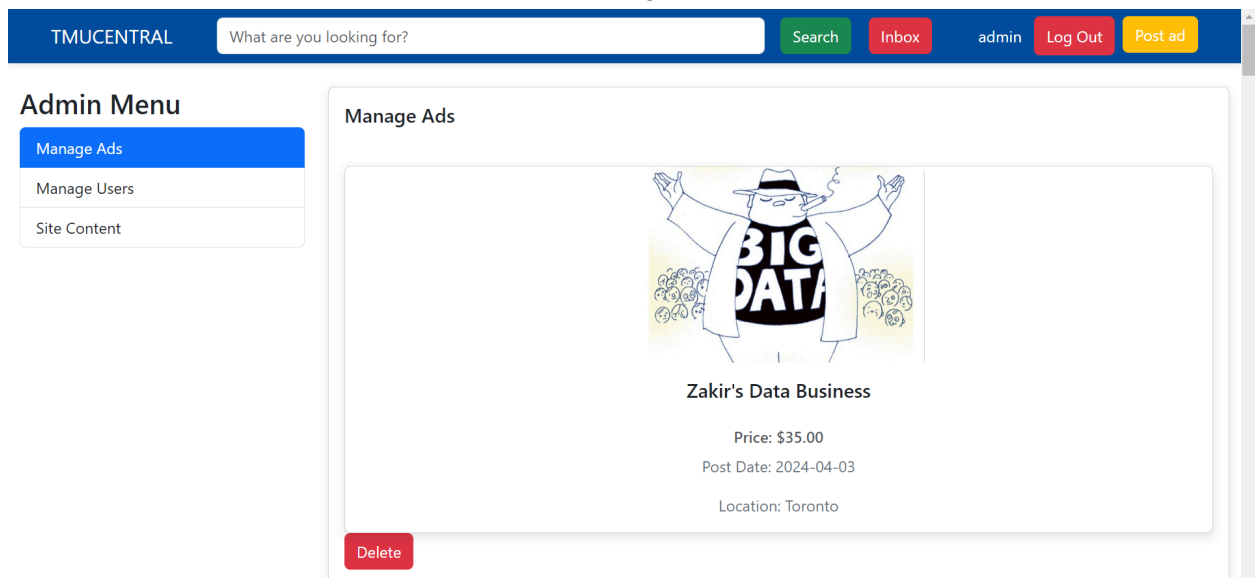 TMUCENTRAL What are you looking for? Search Inbox admin Log Out Post ad
Admin Menu
Manage Ads
Manage Users
Site Content
Manage Ads
BIG
DATA
Zakir's Data Business
Price: $35.00
Post Date: 2024-04-03
Location: Toronto
Delete